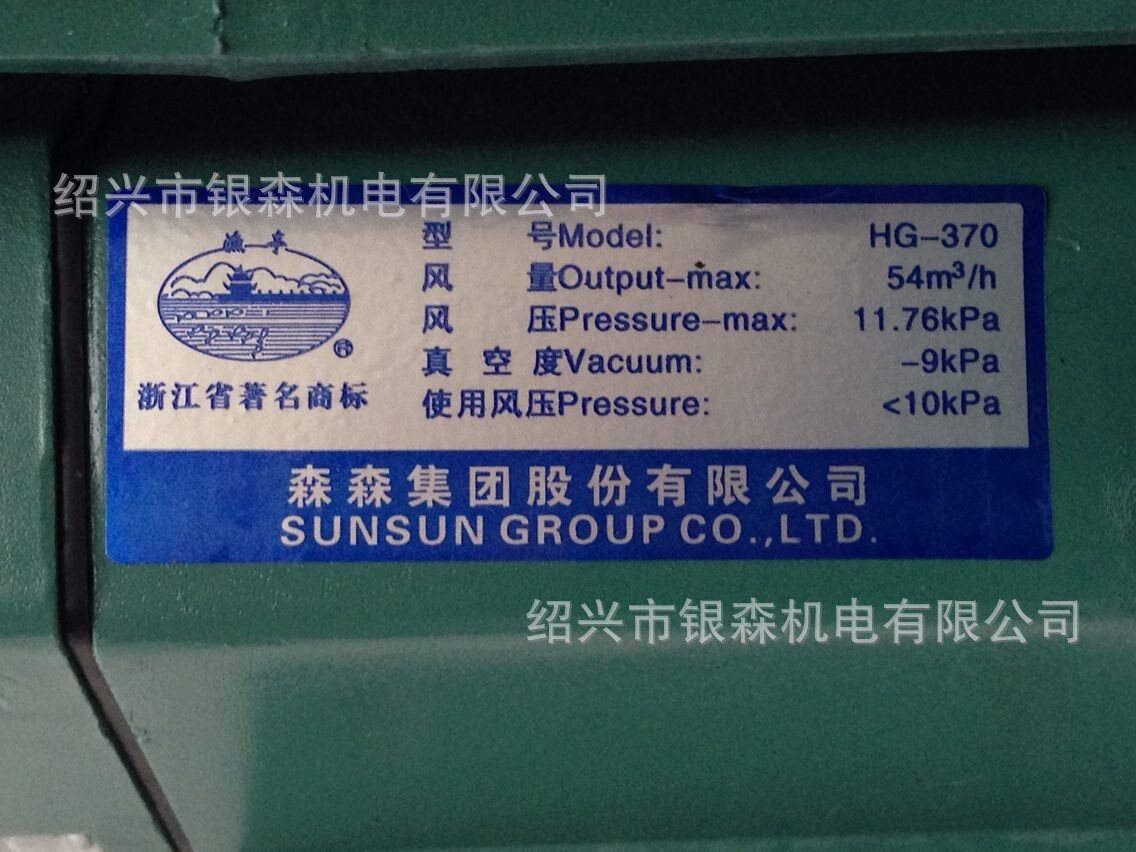 绍兴市银森机电有限公司
型 号Model: HG-370
风 量Output-max: 54m³/h
风 压Pressure-max: 11.76kPa
真 空 度Vacuum: -9kPa
使用风压Pressure: <10kPa
浙江省著名商标
森森集团股份有限公司
SUNSUN GROUP CO.,LTD.
绍兴市银森机电有限公司